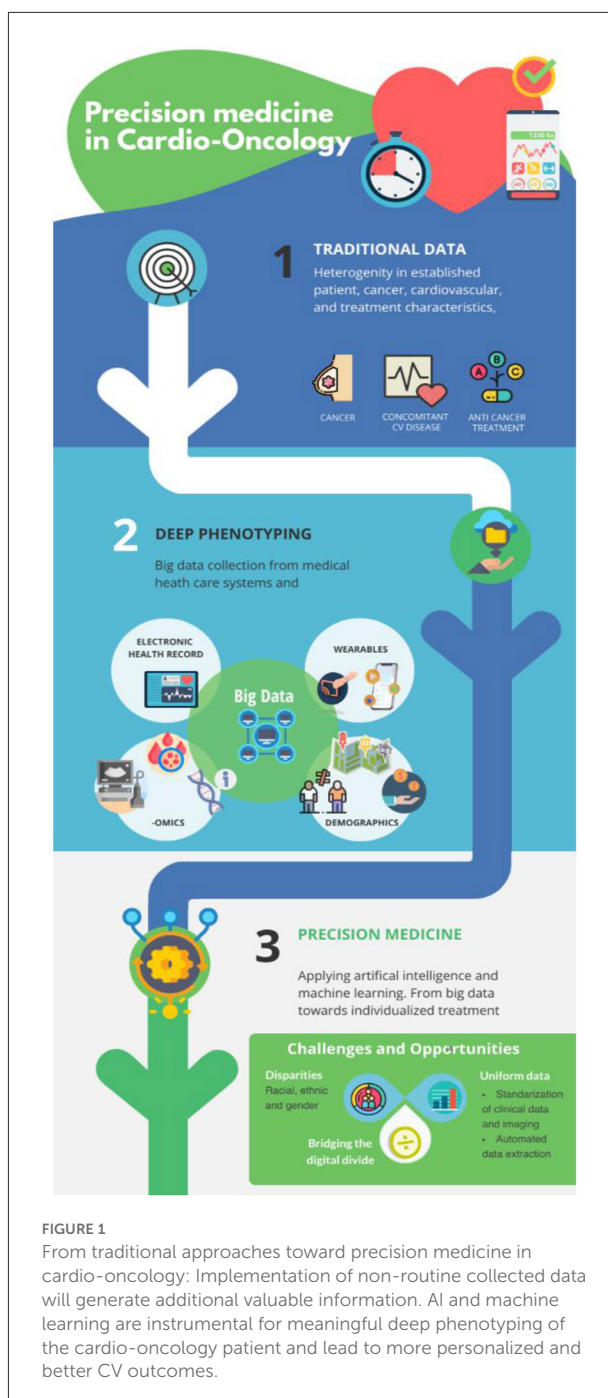 Precision medicine
in Cardio-Oncology
1 TRADITIONAL DATA
Heterogenity in established
patient, cancer, cardiovascular,
and treatment characteristics,
A
B
C
CANCER
CONCOMITANT
CV DISEASE
ANTI CANCER
TREATMENT
2 DEEP PHENOTYPING
Big data collection from medical
heath care systems and
ELECTRONIC
HEALTH RECORD
WEARABLES
Big Data
i
-OMICS
DEMOGRAPHICS
3 PRECISION MEDICINE
Applying artifical intelligence and
machine learning. From big data
towards individualized treatment
Challenges and Opportunities
Disparities
Racial, ethnic
and gender
Uniform data
• Standarization
of clinical data
and imaging
• Automated
data extraction
Bridging the
digital divide
FIGURE 1
From traditional approaches toward precision medicine in
cardio-oncology: Implementation of non-routine collected data
will generate additional valuable information. AI and machine
learning are instrumental for meaningful deep phenotyping of
the cardio-oncology patient and lead to more personalized and
better CV outcomes.